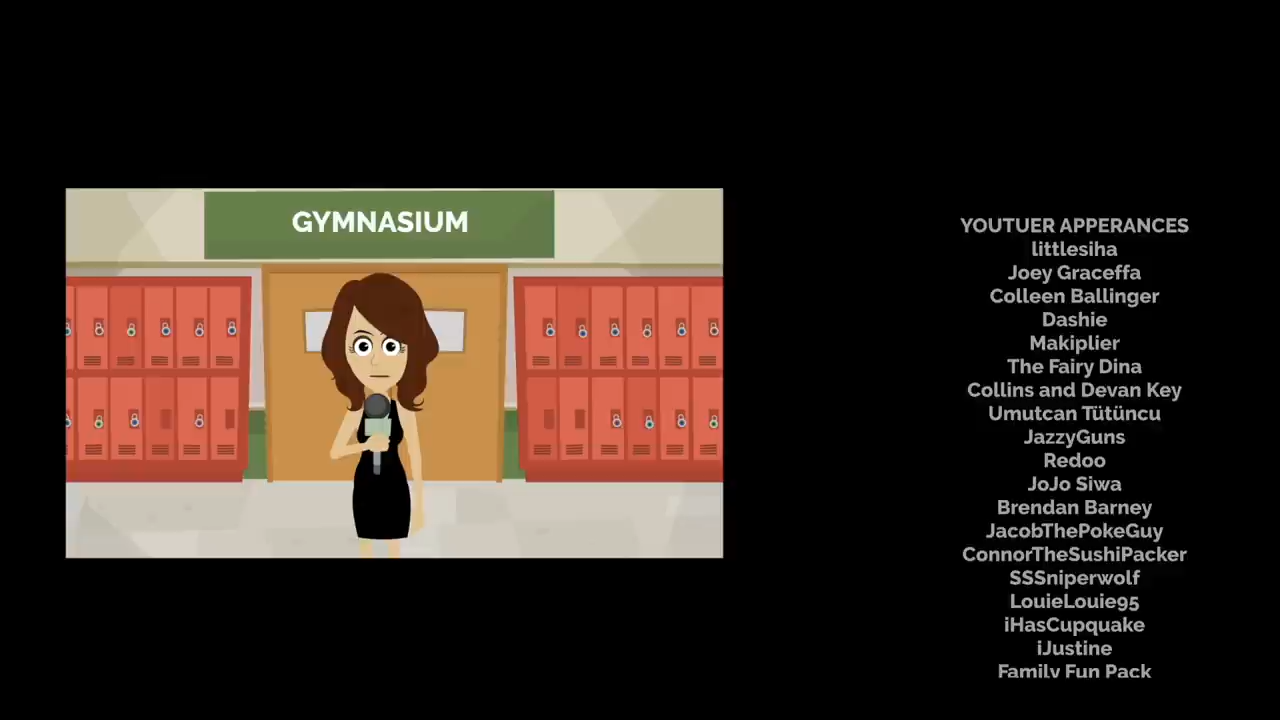 GYMNASIUM
YOUTUER APPERANCES
littlesiha
Joey Graceffa
Colleen Ballinger
Dashie
Makiplier
The Fairy Dina
Collins and Devan Key
Umutcan Tütüncu
JazzyGuns
Redoo
JoJo Siwa
Brendan Barney
JacobThePokeGuy
ConnorTheSushiPacker
SSSniperwolf
LouieLouie95
iHasCupquake
iJustine
Family Fun Pack